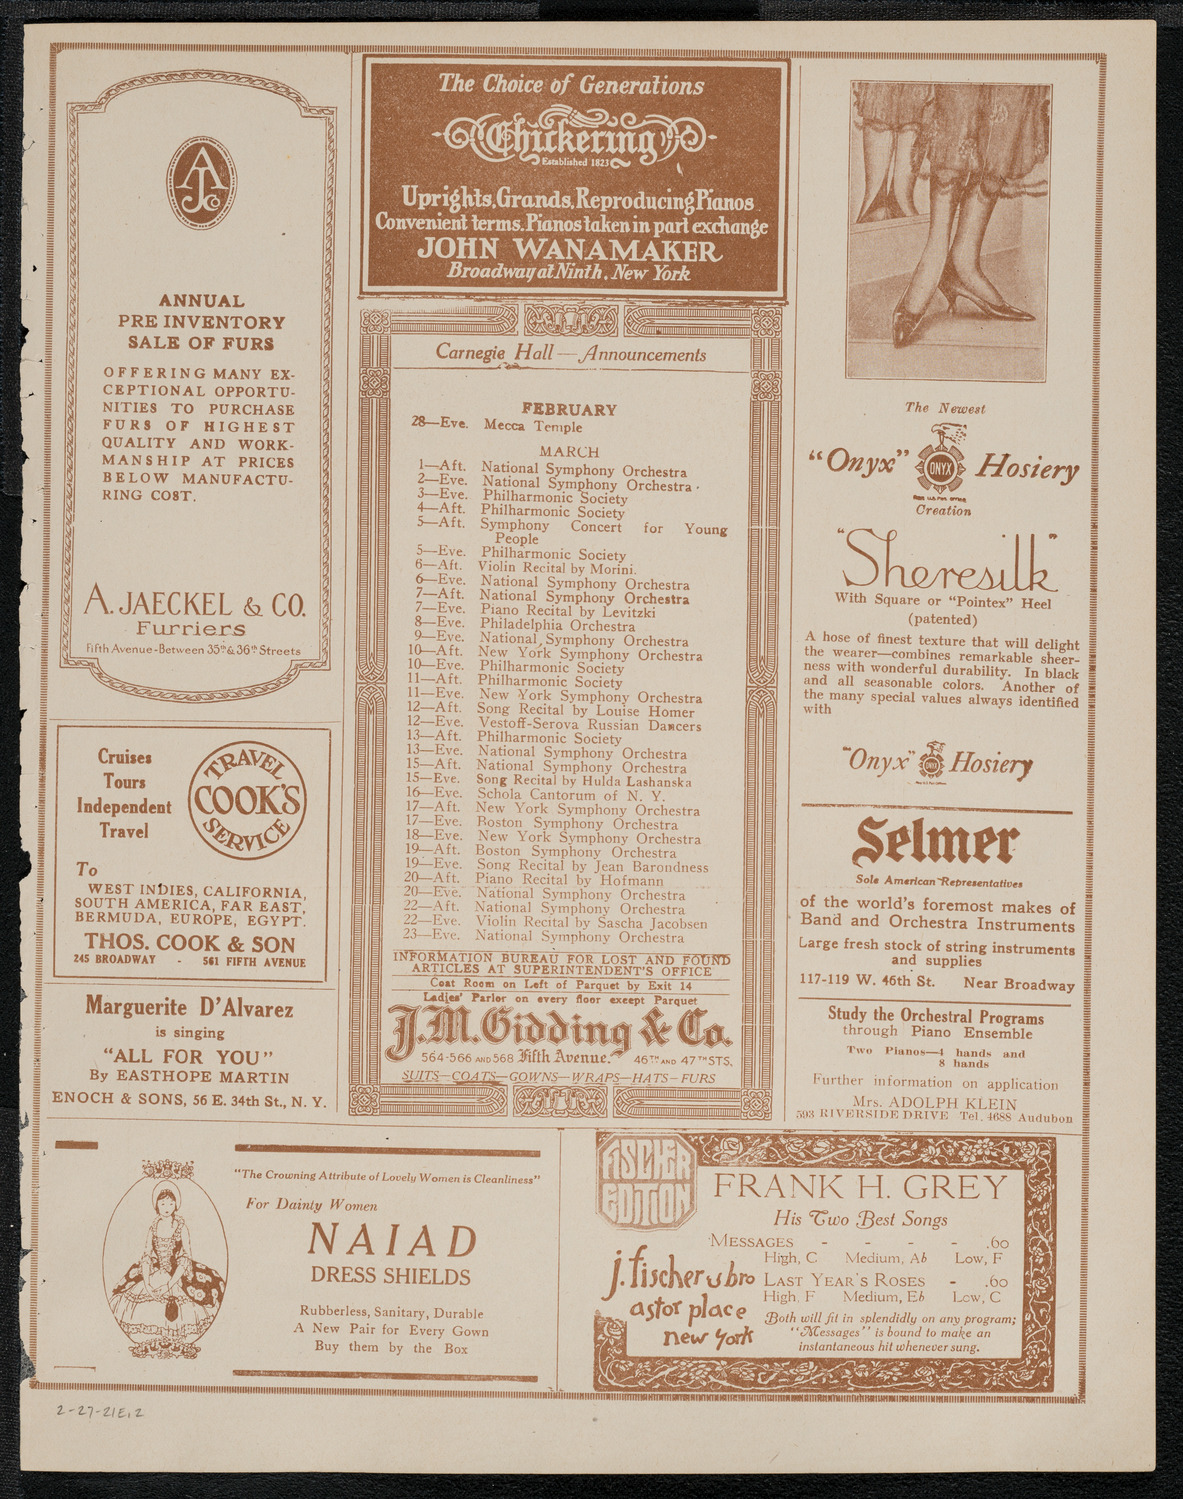 AJCo
ANNUAL
PRE INVENTORY
SALE OF FURS
OFFERING MANY EX-
CEPTIONAL OPPORTU-
NITIES TO PURCHASE
FURS OF HIGHEST
QUALITY AND WORK-
MANSHIP AT PRICES
BELOW MANUFACTU-
RING COST.
A. JAECKEL & CO.
Furriers
Fifth Avenue-Between 35th & 36th Streets
Cruises
Tours
Independent
Travel
TRAVEL
COOK'S
SERVICE
To
WEST INDIES, CALIFORNIA,
SOUTH AMERICA, FAR EAST,
BERMUDA, EUROPE, EGYPT.
THOS. COOK & SON
245 BROADWAY - 561 FIFTH AVENUE
Marguerite D'Alvarez
is singing
"ALL FOR YOU"
By EASTHOPE MARTIN
ENOCH & SONS, 56 E. 34th St., N. Y.
The Choice of Generations
Chickering
Established 1823
Uprights, Grands, Reproducing Pianos
Convenient terms. Pianos taken in part exchange
JOHN WANAMAKER
Broadway at Ninth, New York
Carnegie Hall — Announcements
FEBRUARY
28—Eve. Mecca Temple
MARCH
1—Aft. National Symphony Orchestra
2—Eve. National Symphony Orchestra
3—Eve. Philharmonic Society
4—Aft. Philharmonic Society
5—Aft. Symphony Concert for Young
People
5—Eve. Philharmonic Society
6—Aft. Violin Recital by Morini.
6—Eve. National Symphony Orchestra
7—Aft. National Symphony Orchestra
7—Eve. Piano Recital by Levitzki
8—Eve. Philadelphia Orchestra
9—Eve. National Symphony Orchestra
10—Aft. New York Symphony Orchestra
10—Eve. Philharmonic Society
11—Aft. Philharmonic Society
11—Eve. New York Symphony Orchestra
12—Aft. Song Recital by Louise Homer
12—Eve. Vestoff-Serova Russian Dancers
13—Aft. Philharmonic Society
13—Eve. National Symphony Orchestra
15—Aft. National Symphony Orchestra
15—Eve. Song Recital by Hulda Lashanska
16—Eve. Schola Cantorum of N. Y.
17—Aft. New York Symphony Orchestra
17—Eve. Boston Symphony Orchestra
18—Eve. New York Symphony Orchestra
19—Aft. Boston Symphony Orchestra
19—Eve. Song Recital by Jean Barondness
20—Aft. Piano Recital by Hofmann
20—Eve. National Symphony Orchestra
22—Aft. National Symphony Orchestra
22—Eve. Violin Recital by Sascha Jacobsen
23—Eve. National Symphony Orchestra
INFORMATION BUREAU FOR LOST AND FOUND
ARTICLES AT SUPERINTENDENT'S OFFICE
Coat Room on Left of Parquet by Exit 14
Ladies' Parlor on every floor except Parquet
J.M. Gidding & Co.
564-566 AND 568 Fifth Avenue. 46TH AND 47TH STS.
SUITS—COATS—GOWNS—WRAPS—HATS—FURS
The Newest
"Onyx" ONYX Hosiery
REG. U.S. PAT. OFFICE
Creation
"Sheresilk"
With Square or "Pointex" Heel
(patented)
A hose of finest texture that will delight
the wearer—combines remarkable sheer-
ness with wonderful durability. In black
and all seasonable colors. Another of
the many special values always identified
with
"Onyx" ONYX Hosiery
Selmer
Sole American Representatives
of the world's foremost makes of
Band and Orchestra Instruments
Large fresh stock of string instruments
and supplies
117-119 W. 46th St. Near Broadway
Study the Orchestral Programs
through Piano Ensemble
Two Pianos—4 hands and
8 hands
Further information on application
Mrs. ADOLPH KLEIN
593 RIVERSIDE DRIVE Tel. 4688 Audubon
"The Crowning Attribute of Lovely Women is Cleanliness"
For Dainty Women
NAIAD
DRESS SHIELDS
Rubberless, Sanitary, Durable
A New Pair for Every Gown
Buy them by the Box
FISCHER
EDITION
j. fischer & bro
astor place
new york
FRANK H. GREY
His Two Best Songs
MESSAGES - - - - .60
High, C Medium, Ab Low, F
LAST YEAR'S ROSES - .60
High, F Medium, Eb Low, C
Both will fit in splendidly on any program;
"Messages" is bound to make an
instantaneous hit whenever sung.
2-27-21E, 2